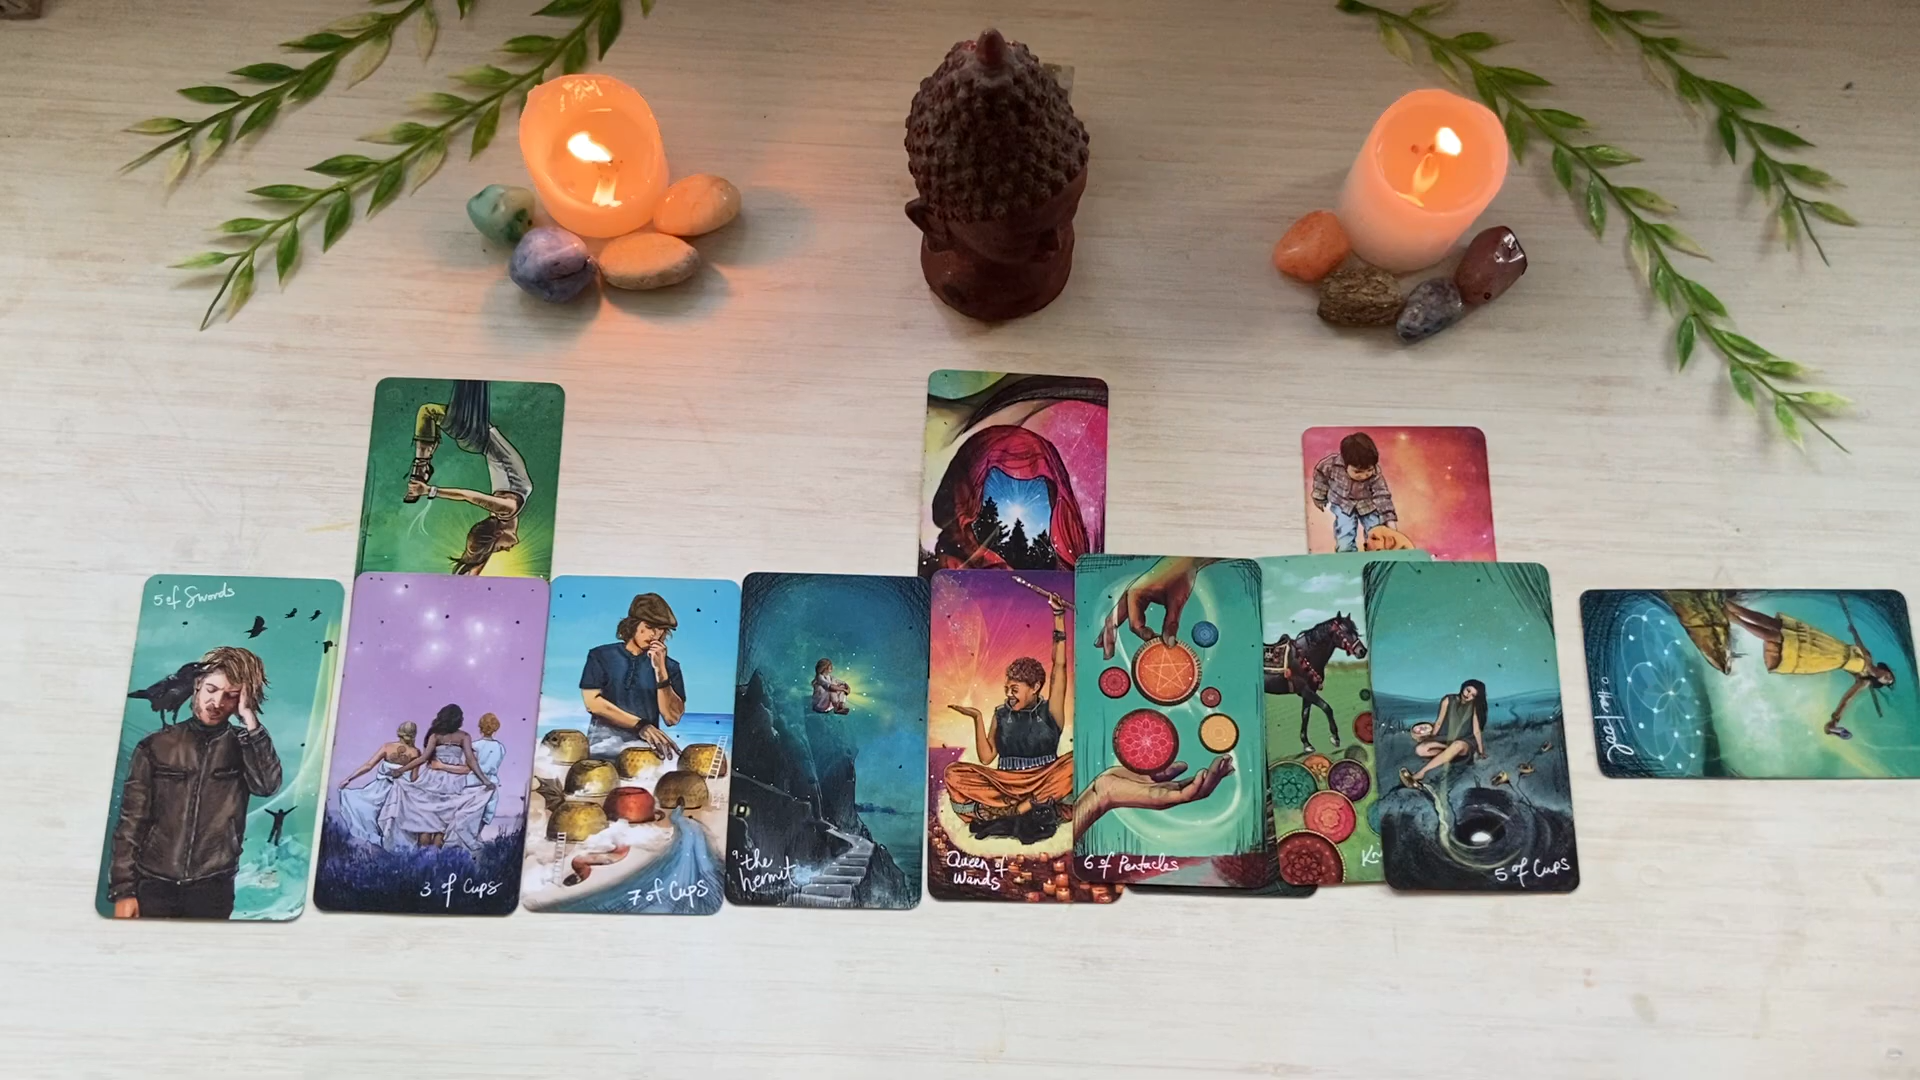 5 of Swords
3 of Cups
7 of Cups
9. the
hermit
Queen of
Wands
6 of Pentacles
Kn
5 of Cups
0 the fool